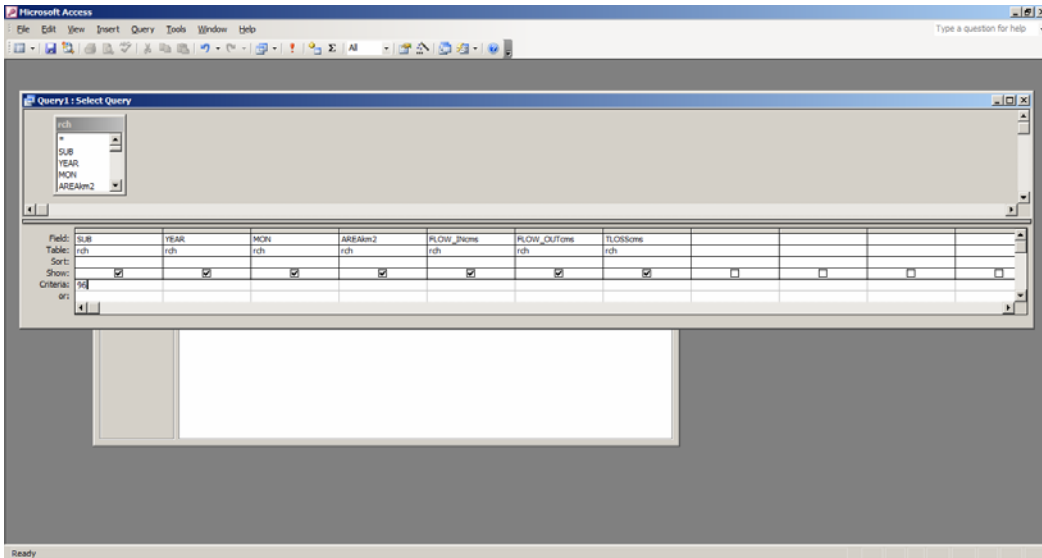 Microsoft Access
File Edit View Insert Query Tools Window Help
Type a question for help
All
Query1 : Select Query
rch
*
SUB
YEAR
MON
AREAkm2
Field: SUB YEAR MON AREAkm2 FLOW_INcms FLOW_OUTcms TLOSScms
Table: rch rch rch rch rch rch rch
Sort:
Show:
Criteria: 96
or:
Ready